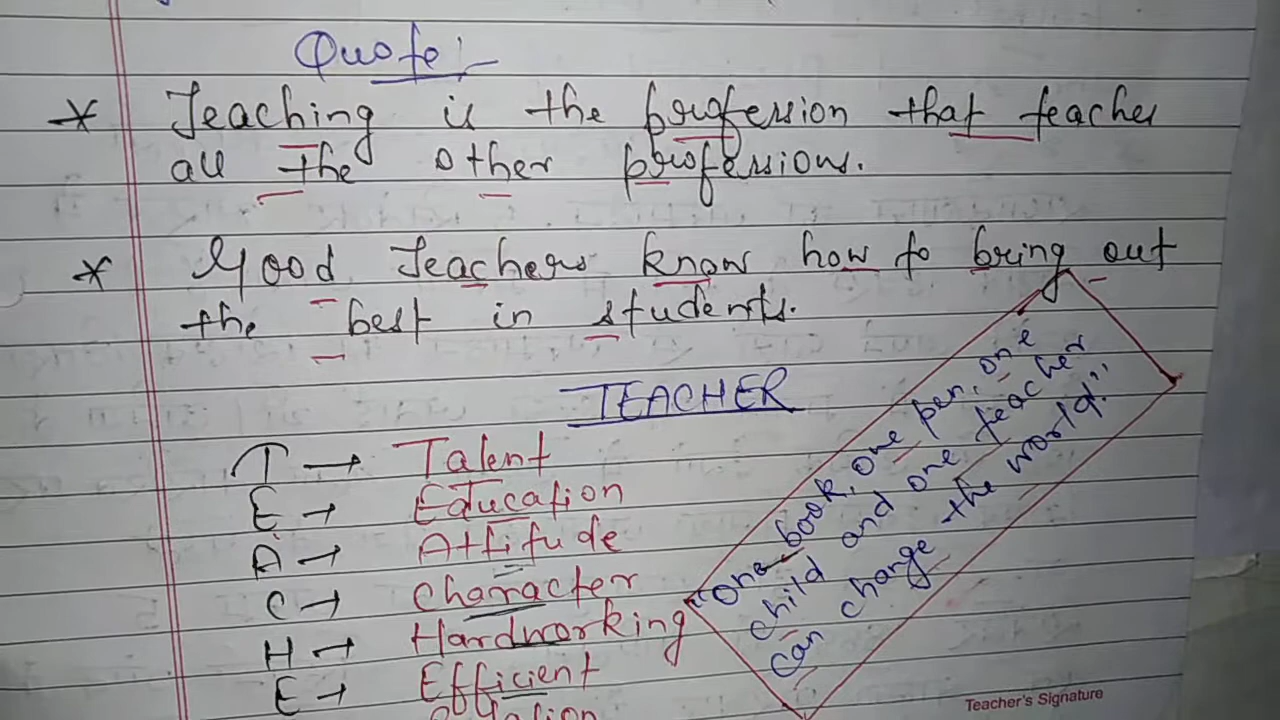 Quote:-
* Teaching is the profession that teaches
all the other professions.
* Good teachers know how to bring out
the best in students.
TEACHER
T → Talent
E → Education
A → Attitude
C → Character
H → Hardworking
E → Efficient
"One book, one pen, one
child and one teacher
can change the world!"
Teacher's Signature